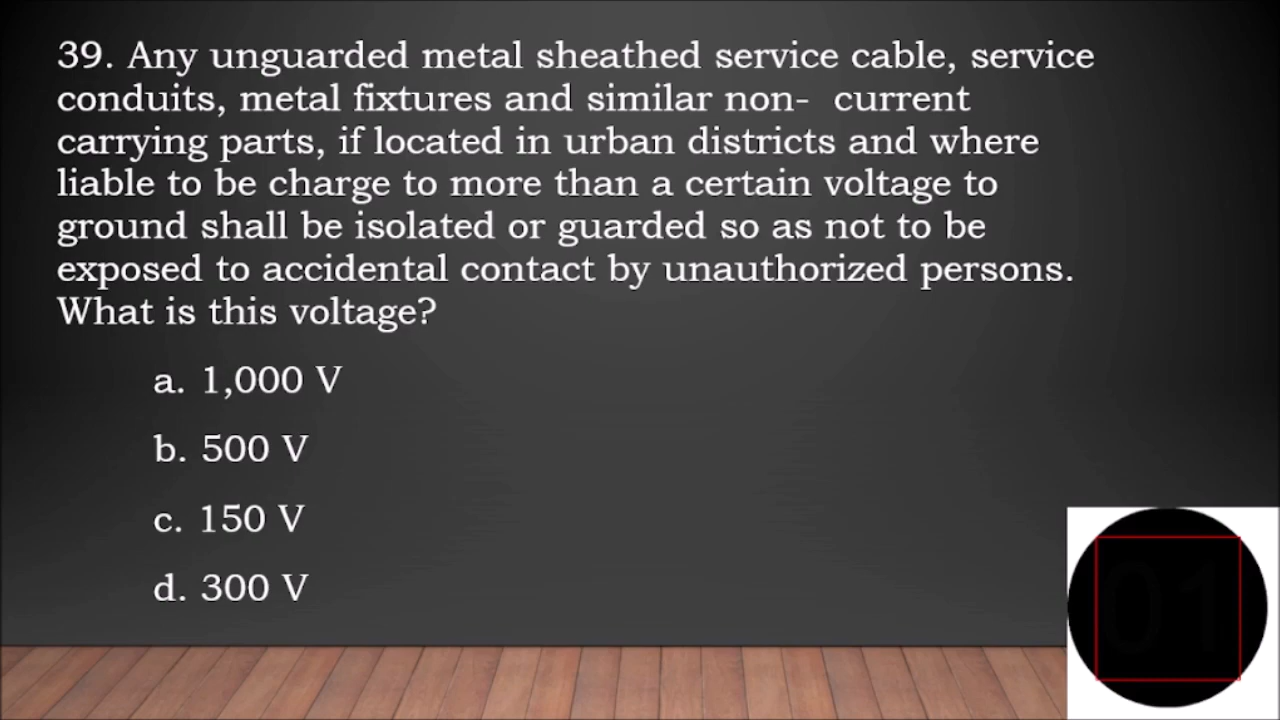 39. Any unguarded metal sheathed service cable, service
conduits, metal fixtures and similar non-  current
carrying parts, if located in urban districts and where
liable to be charge to more than a certain voltage to
ground shall be isolated or guarded so as not to be
exposed to accidental contact by unauthorized persons.
What is this voltage?
a. 1,000 V
b. 500 V
c. 150 V
d. 300 V
01